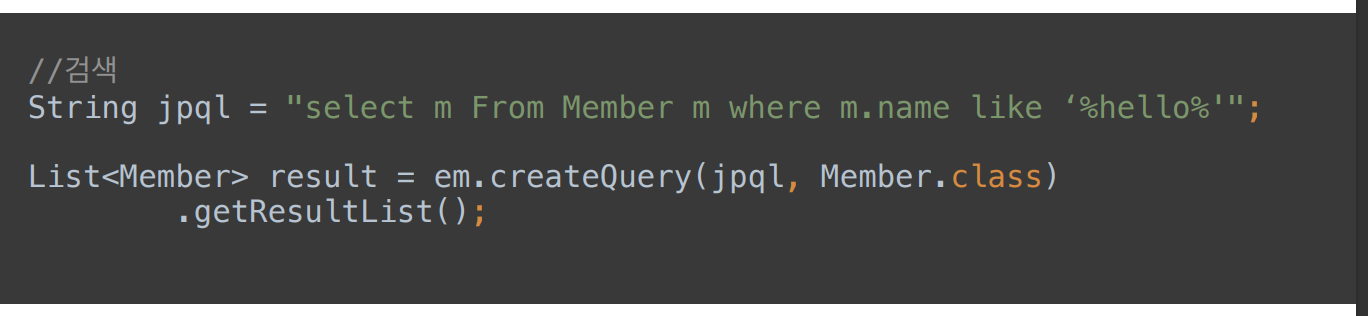 //검색
String jpql = "select m From Member m where m.name like ‘%hello%'";
List<Member> result = em.createQuery(jpql, Member.class)
.getResultList();